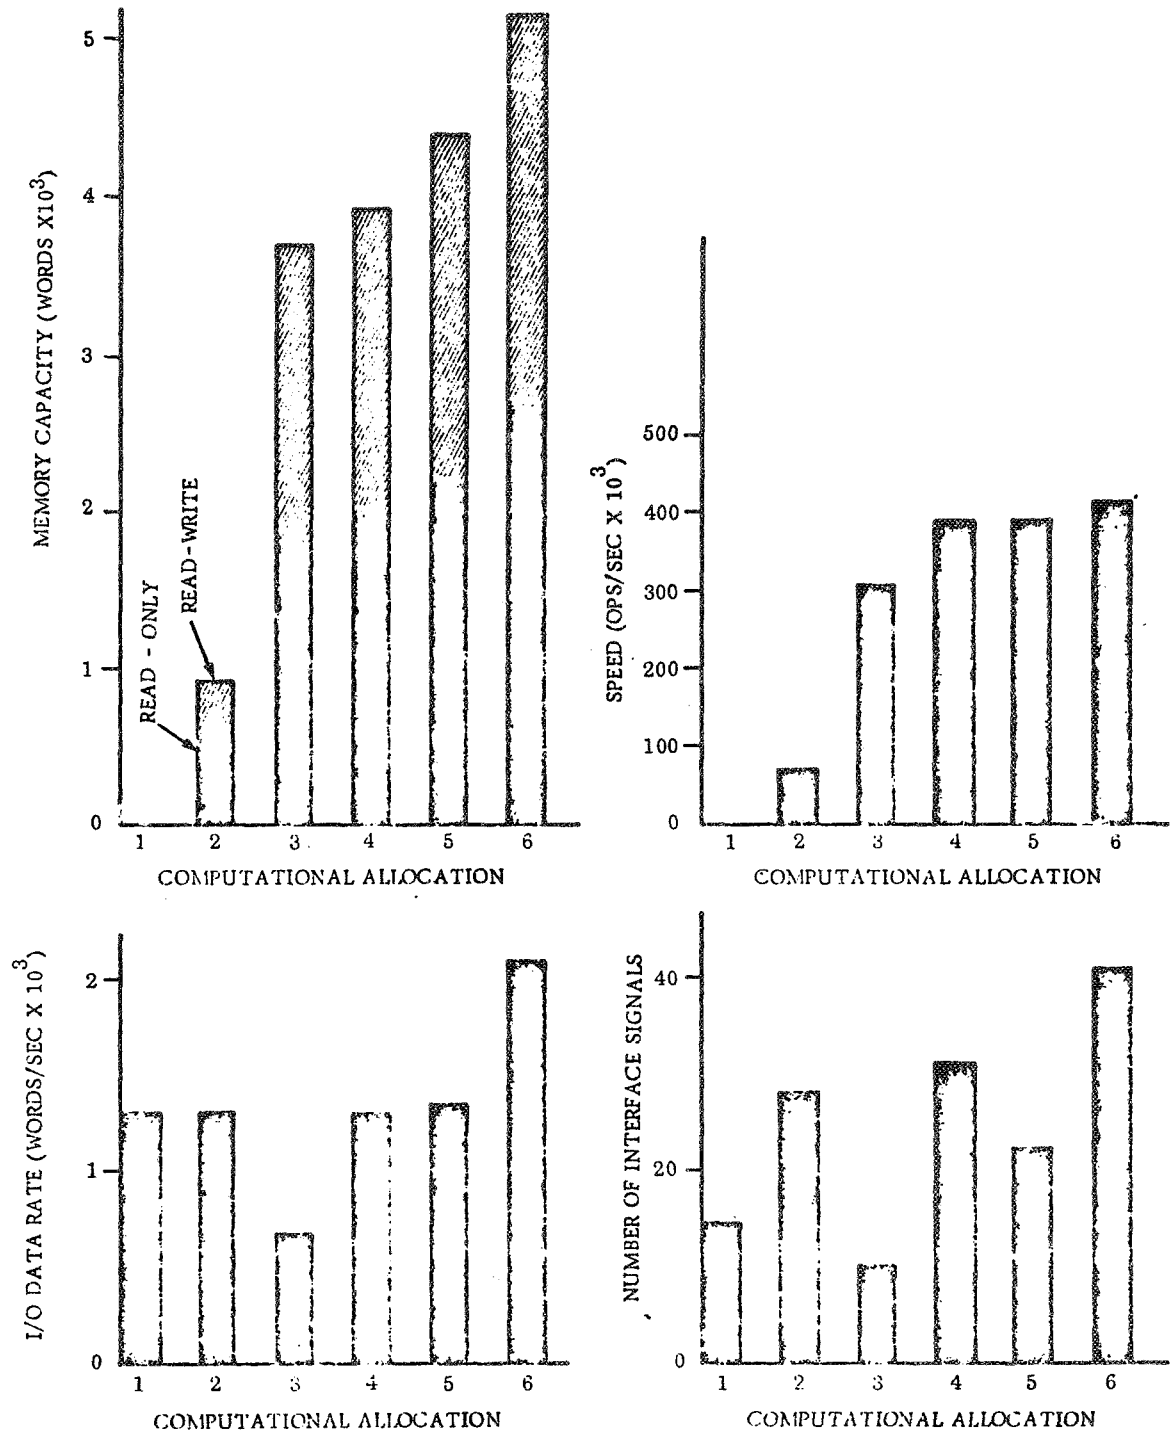 MEMORY CAPACITY (WORDS X10³)
5
4
3
2
1
0
READ - ONLY
READ-WRITE
1 2 3 4 5 6
COMPUTATIONAL ALLOCATION
SPEED (OPS/SEC X 10³)
500
400
300
200
100
0
1 2 3 4 5 6
COMPUTATIONAL ALLOCATION
I/O DATA RATE (WORDS/SEC X 10³)
2
1
0
1 2 3 4 5 6
COMPUTATIONAL ALLOCATION
NUMBER OF INTERFACE SIGNALS
40
20
0
1 2 3 4 5 6
COMPUTATIONAL ALLOCATION